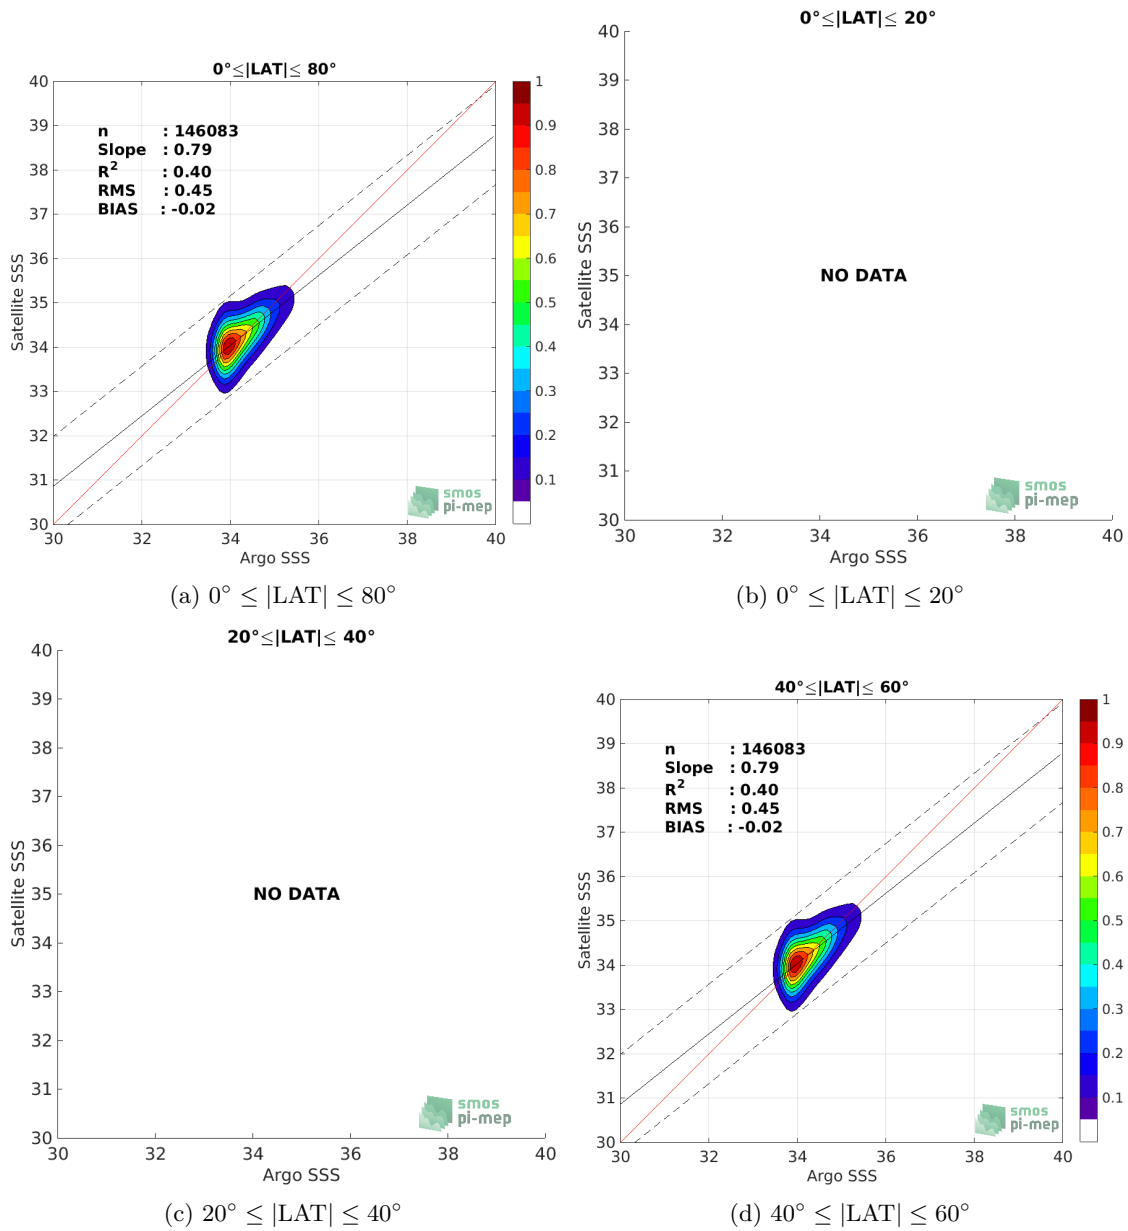 0°≤|LAT|≤ 80°
n : 146083
Slope : 0.79
R² : 0.40
RMS : 0.45
BIAS : -0.02
40
39
38
37
36
35
34
33
32
31
30
Satellite SSS
30 32 34 36 38 40
Argo SSS
1
0.9
0.8
0.7
0.6
0.5
0.4
0.3
0.2
0.1
smos
pi-mep
(a) 0° ≤ |LAT| ≤ 80°
0°≤|LAT|≤ 20°
40
39
38
37
36
35
34
33
32
31
30
Satellite SSS
NO DATA
30 32 34 36 38 40
Argo SSS
smos
pi-mep
(b) 0° ≤ |LAT| ≤ 20°
20°≤|LAT|≤ 40°
40
39
38
37
36
35
34
33
32
31
30
Satellite SSS
NO DATA
30 32 34 36 38 40
Argo SSS
smos
pi-mep
(c) 20° ≤ |LAT| ≤ 40°
40°≤|LAT|≤ 60°
n : 146083
Slope : 0.79
R² : 0.40
RMS : 0.45
BIAS : -0.02
40
39
38
37
36
35
34
33
32
31
30
Satellite SSS
30 32 34 36 38 40
Argo SSS
1
0.9
0.8
0.7
0.6
0.5
0.4
0.3
0.2
0.1
smos
pi-mep
(d) 40° ≤ |LAT| ≤ 60°